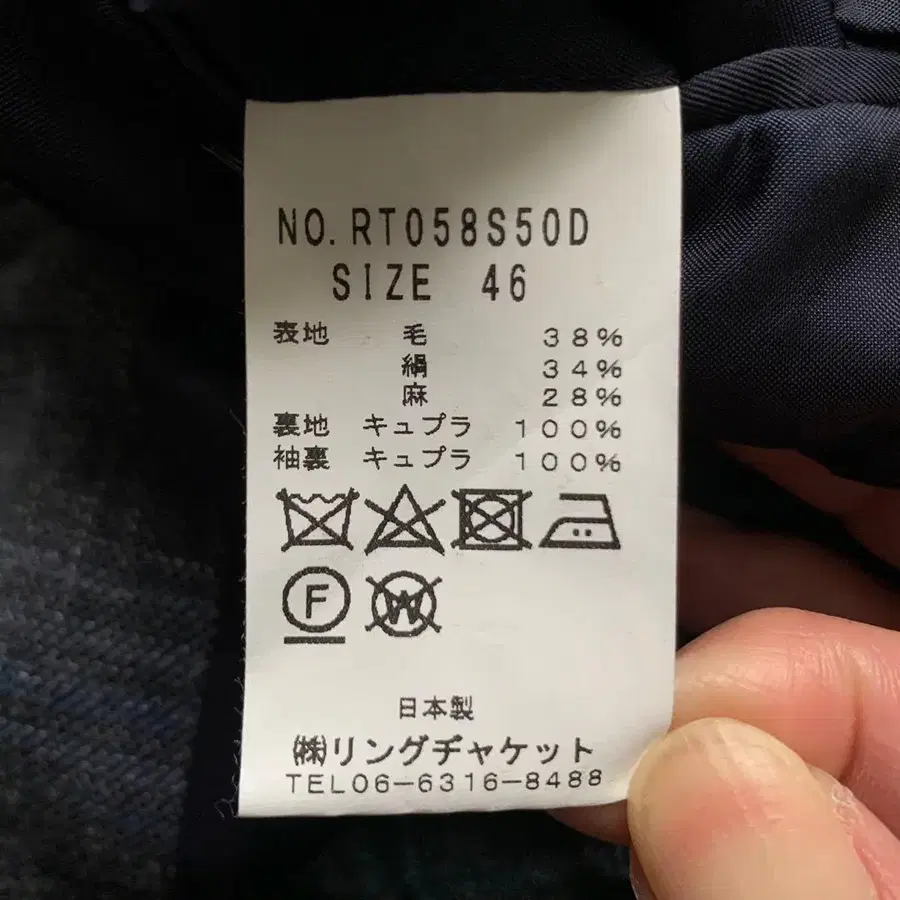 NO. RT058S50D
SIZE 46
表地 毛 38%
絹 34%
麻 28%
裏地 キュプラ 100%
袖裏 キュプラ 100%
F
W
日本製
㈱リングヂャケット
TEL06-6316-8488